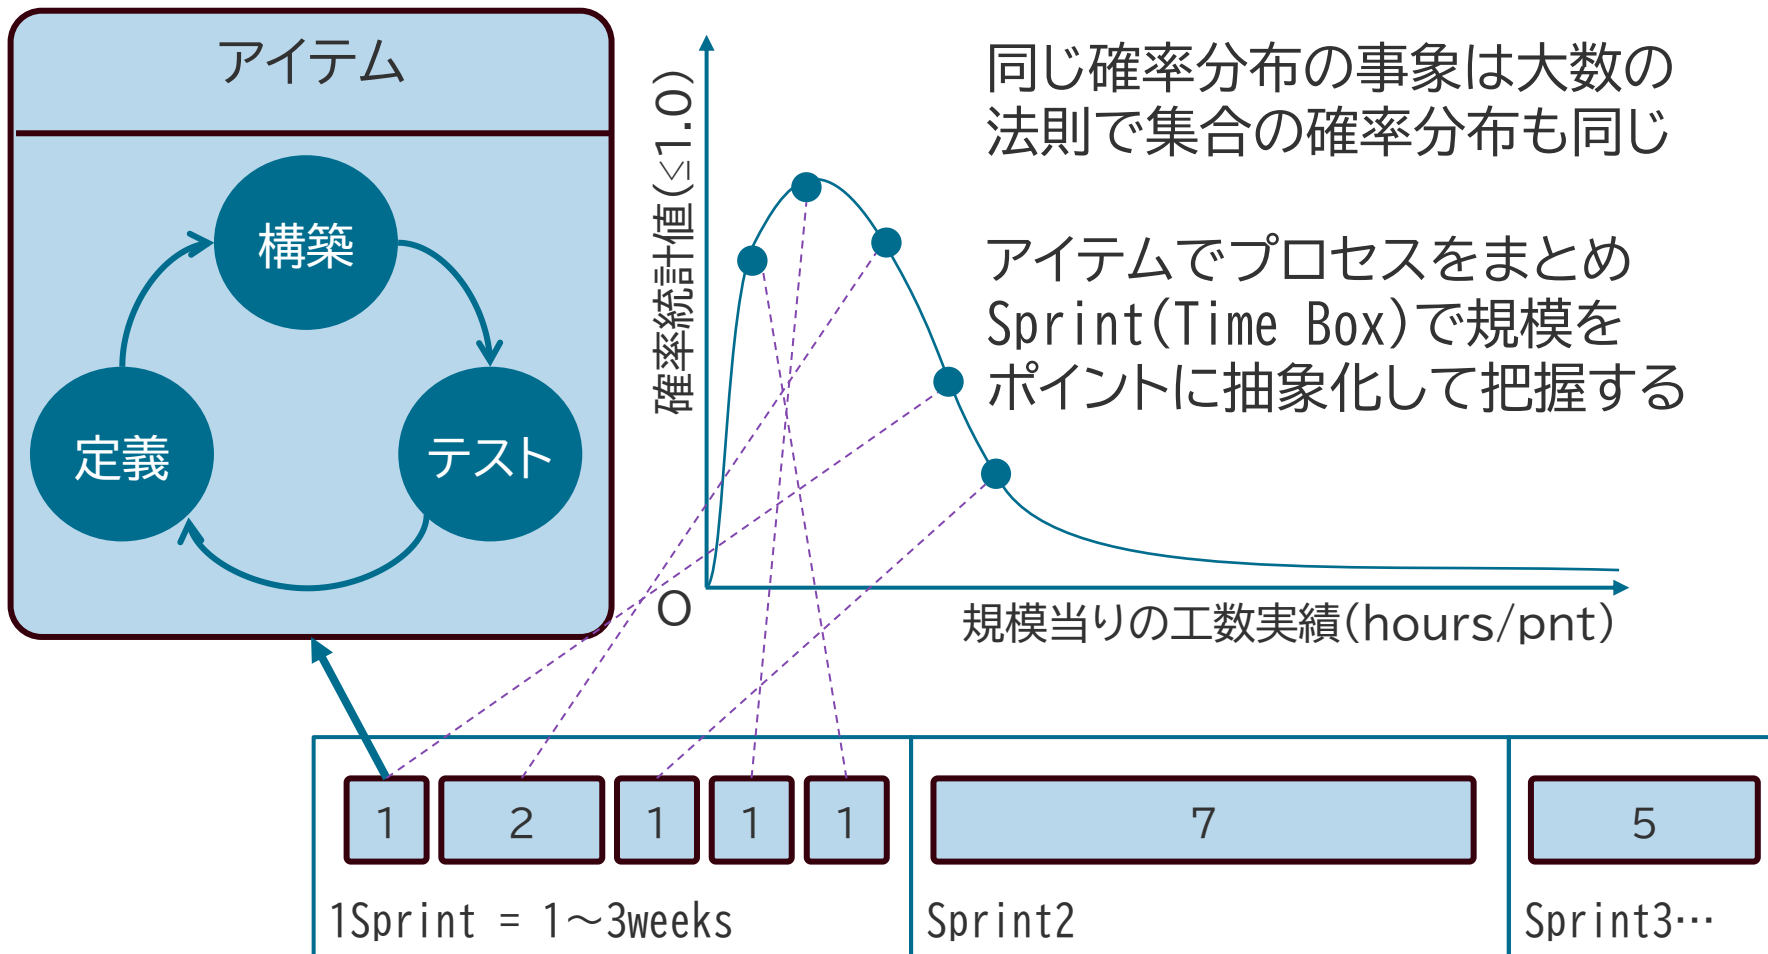 アイテム
構築
定義
テスト
確率統計値(≤1.0)
O
規模当りの工数実績(hours/pnt)
同じ確率分布の事象は大数の
法則で集合の確率分布も同じ
アイテムでプロセスをまとめ
Sprint(Time Box)で規模を
ポイントに抽象化して把握する
1
2
1
1
1
7
5
1Sprint = 1～3weeks
Sprint2
Sprint3…